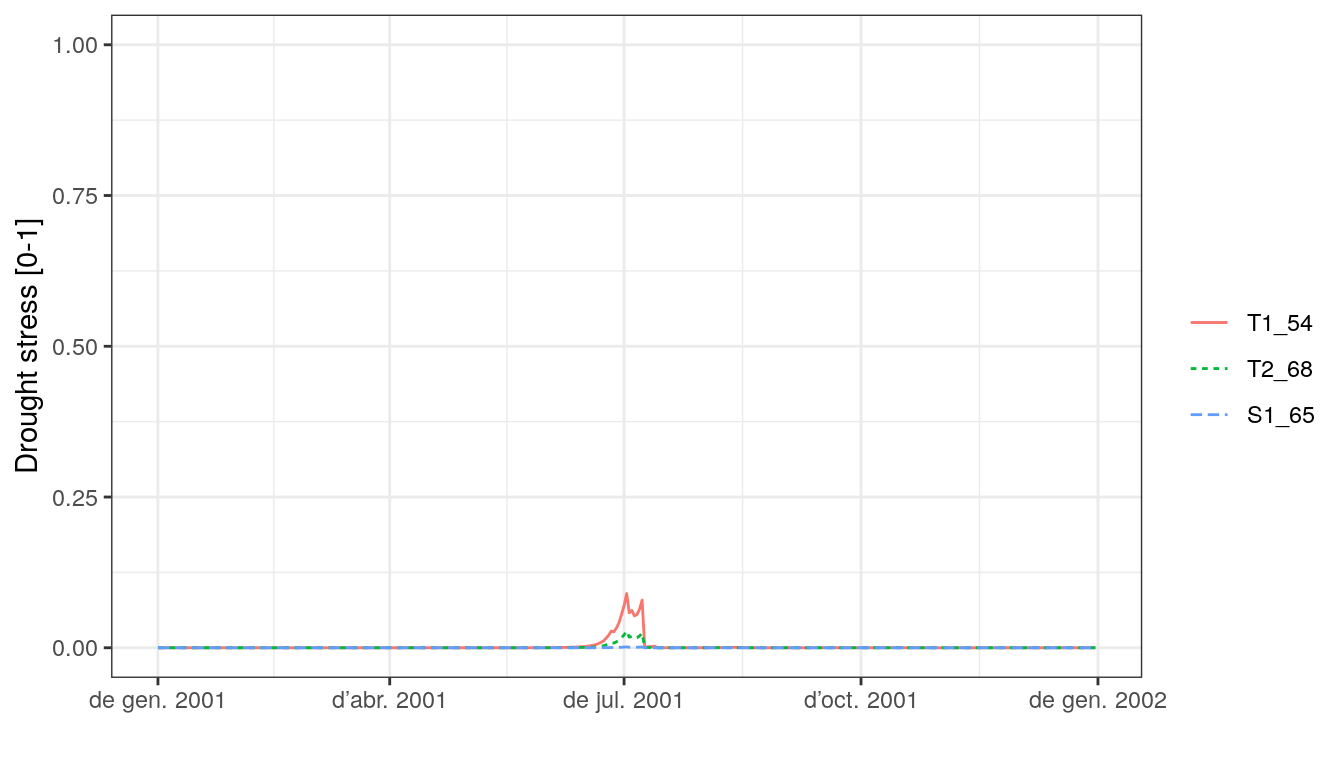 Drought stress [0-1]
1.00
0.75
0.50
0.25
0.00
de gen. 2001
d’abr. 2001
de jul. 2001
d’oct. 2001
de gen. 2002
T1_54
T2_68
S1_65